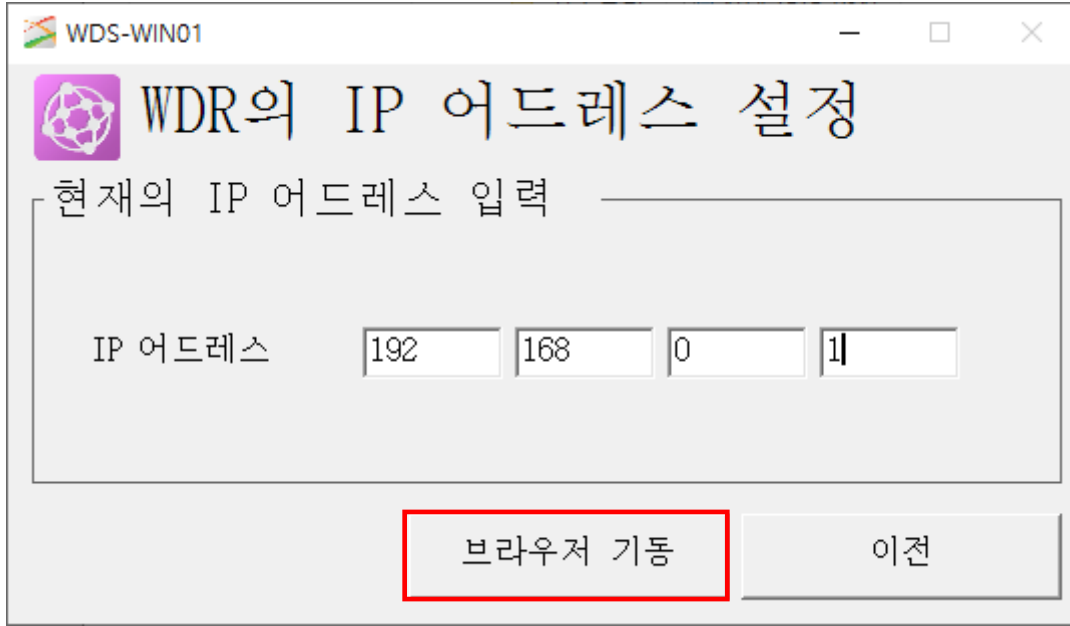 WDS-WIN01
WDR의 IP 어드레스 설정
현재의 IP 어드레스 입력
IP 어드레스 192 168 0 1
브라우저 기동 이전